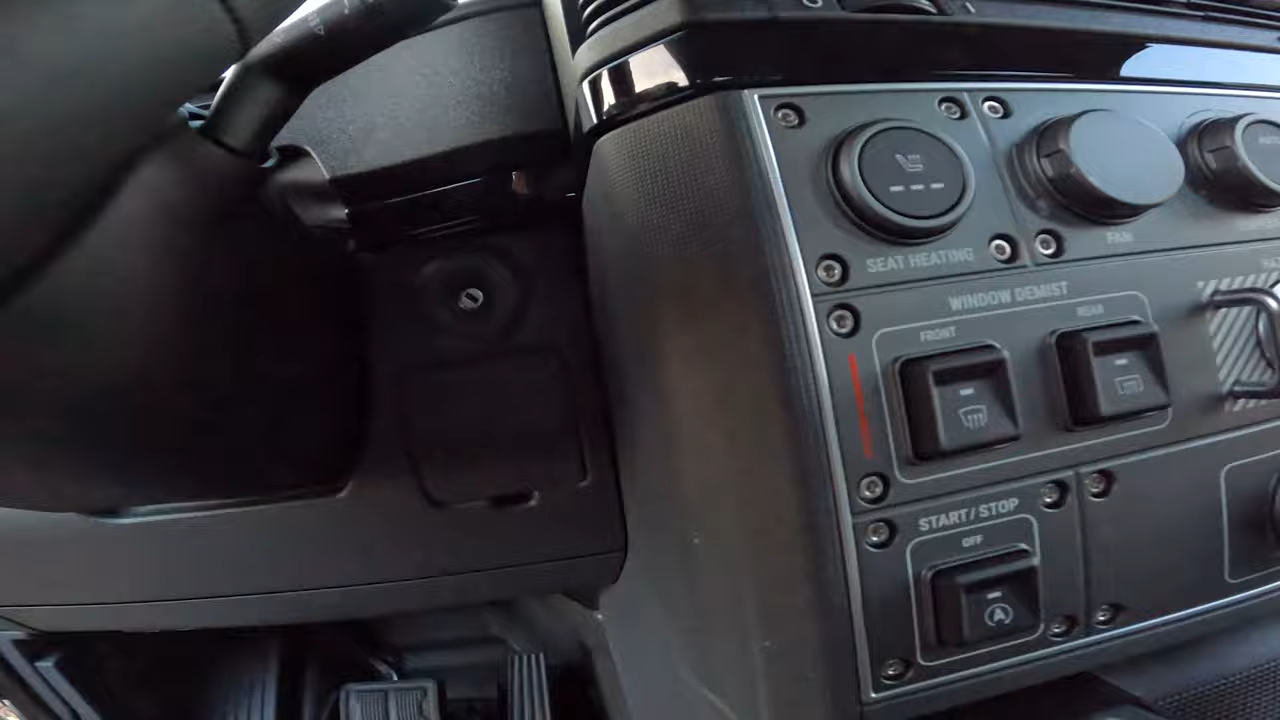 SEAT HEATING
FAN
WINDOW DEMIST
FRONT
REAR
START / STOP
OFF
A